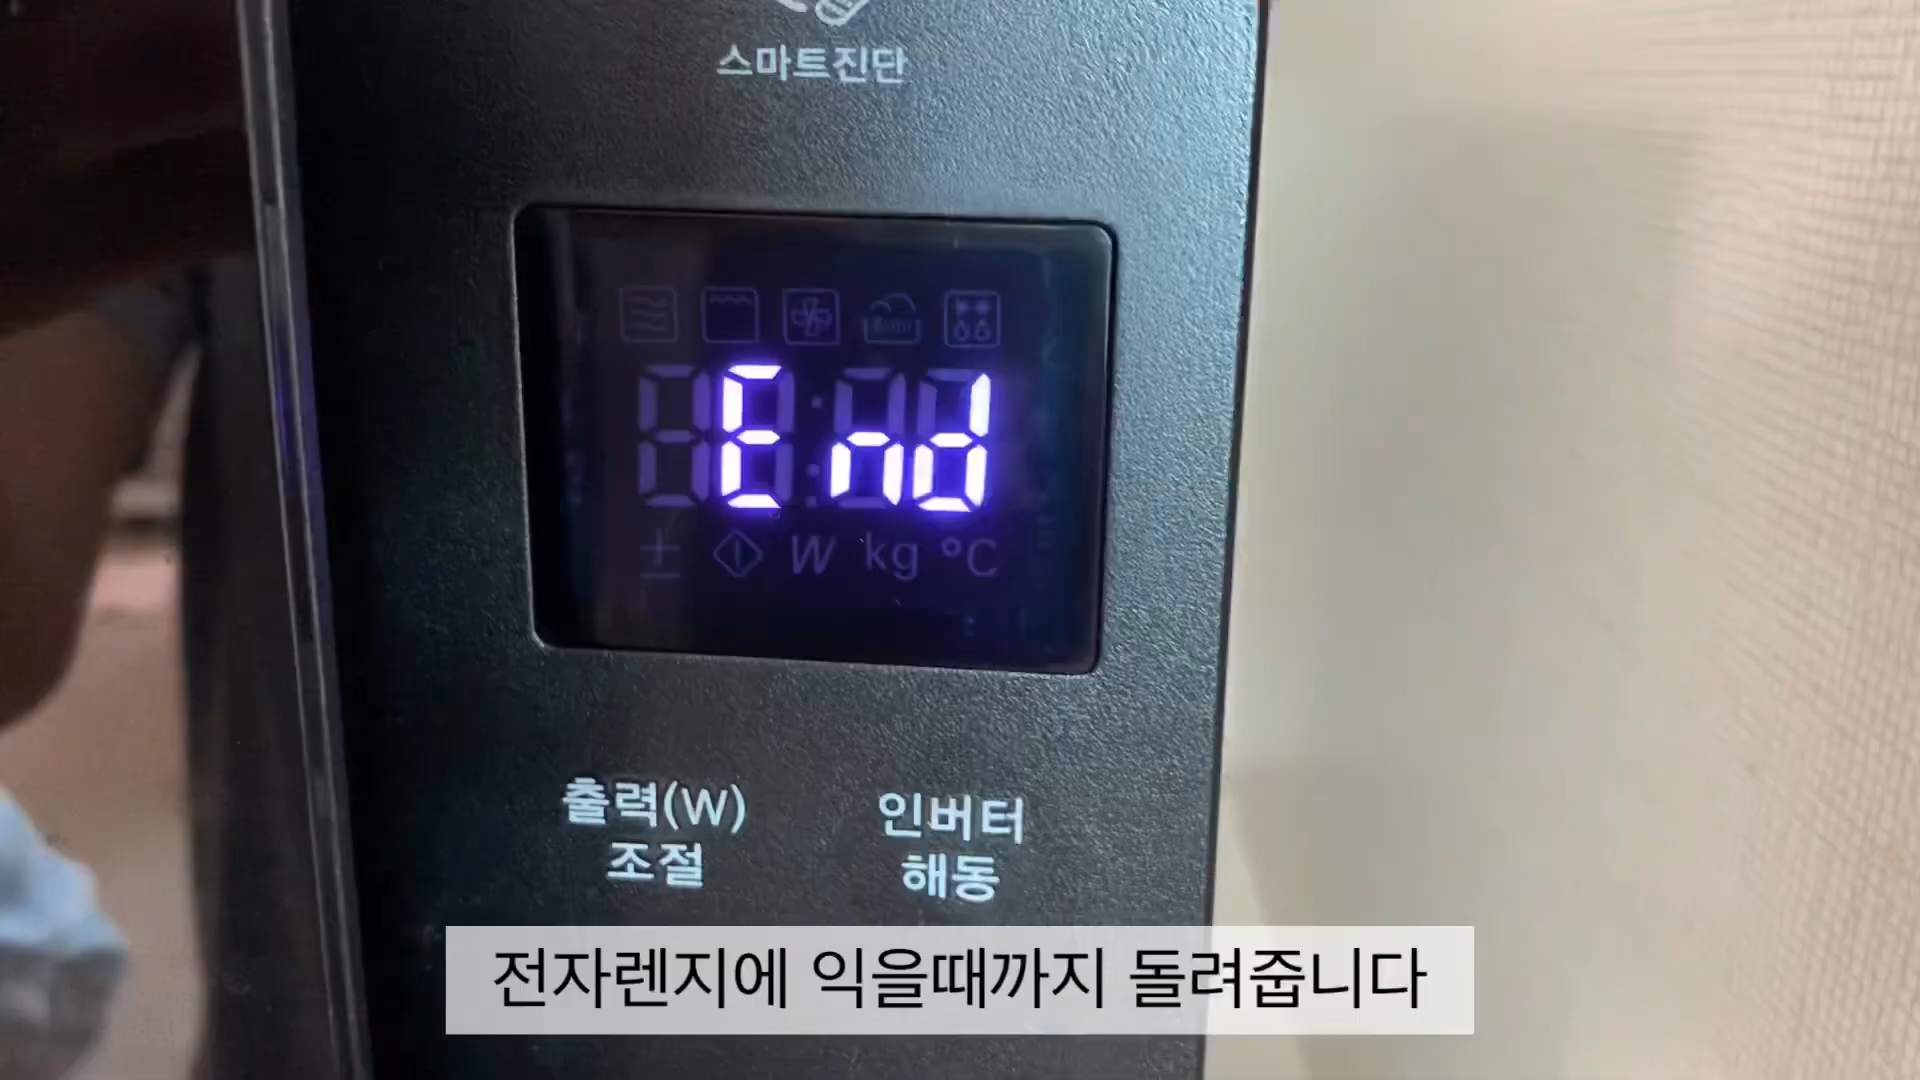 스마트진단
End
W kg °C
출력(W) 인버터
조절 해동
전자렌지에 익을때까지 돌려줍니다